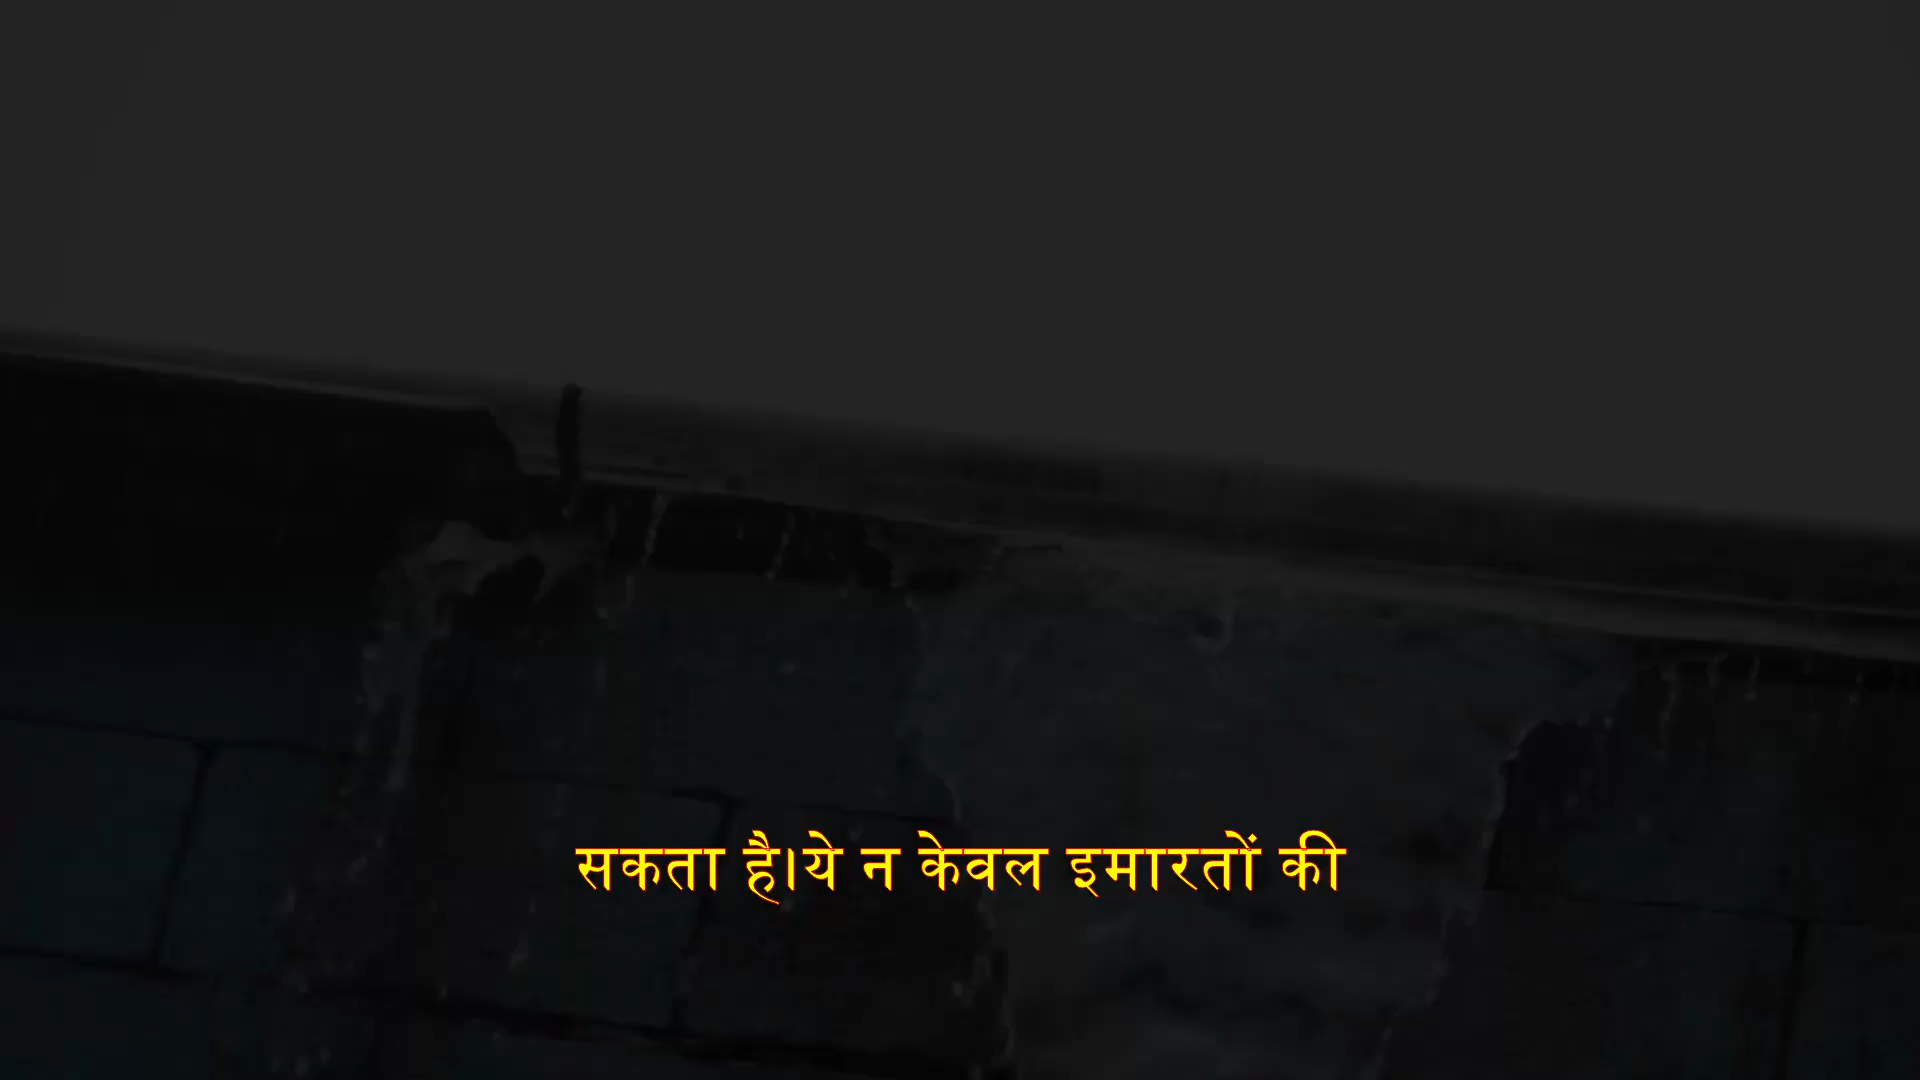 सकता है।ये न केवल इमारतों की